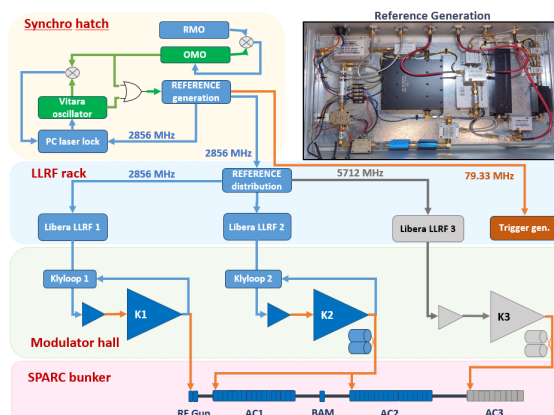 Synchro hatch
RMO
OMO
Vitara
oscillator
REFERENCE
generation
PC laser lock
2856 MHz
2856 MHz
Reference Generation
LLRF rack
2856 MHz
REFERENCE
distribution
5712 MHz
79.33 MHz
Libera LLRF 1
Libera LLRF 2
Libera LLRF 3
Trigger gen.
Klyloop 1
Klyloop 2
K1
K2
K3
Modulator hall
SPARC bunker
RF Gun
AC1
BAM
AC2
AC3